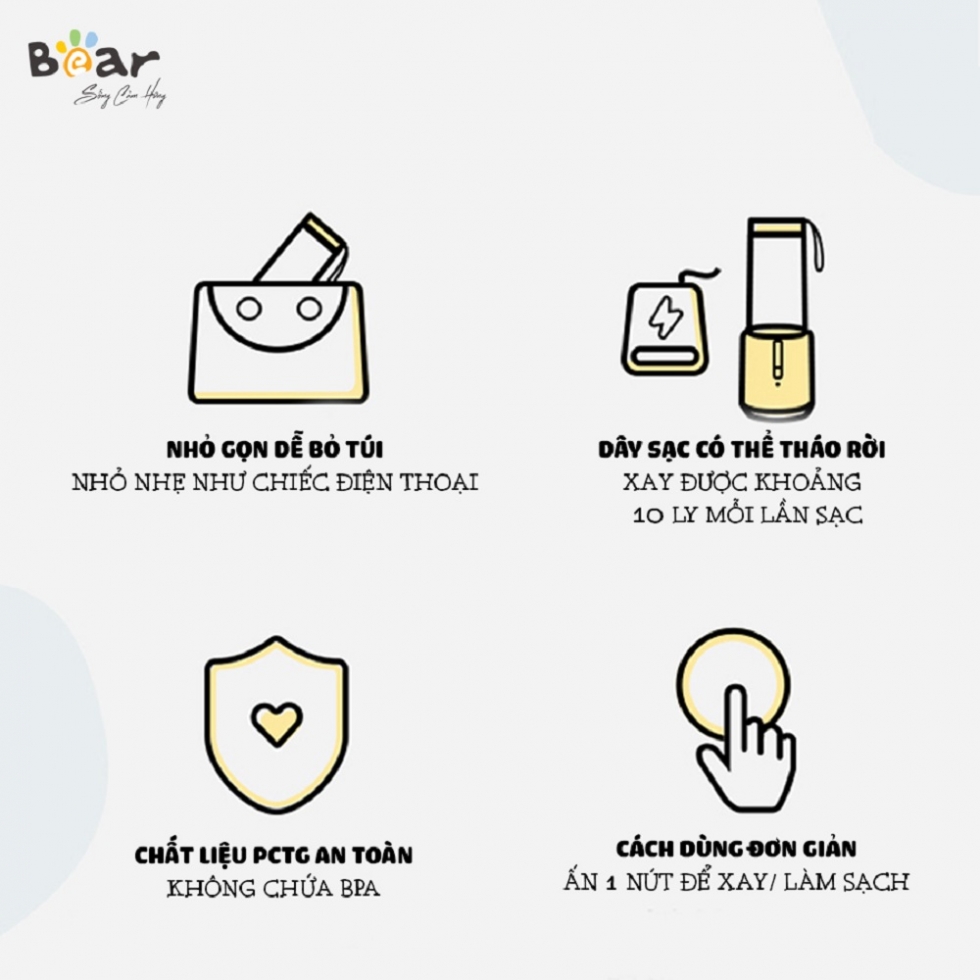 Bear
Sống Cảm Hứng
NHỎ GỌN DỄ BỎ TÚI
NHỎ NHẸ NHƯ CHIẾC ĐIỆN THOẠI
DÂY SẠC CÓ THỂ THÁO RỜI
XAY ĐƯỢC KHOẢNG
10 LY MỖI LẦN SẠC
CHẤT LIỆU PCTG AN TOÀN
KHÔNG CHỨA BPA
CÁCH DÙNG ĐƠN GIẢN
ẤN 1 NÚT ĐỂ XAY/ LÀM SẠCH